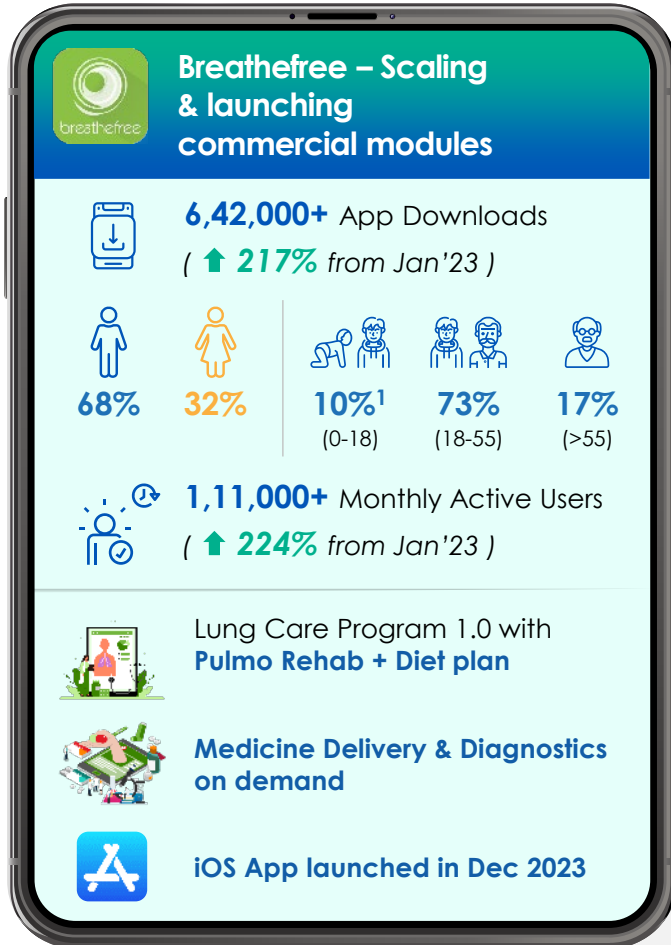 breathefree
Breathefree – Scaling
& launching
commercial modules
6,42,000+ App Downloads
( ⬆ 217% from Jan’23 )
68% 32% 10%¹ 73% 17%
(0-18) (18-55) (>55)
1,11,000+ Monthly Active Users
( ⬆ 224% from Jan’23 )
Lung Care Program 1.0 with
Pulmo Rehab + Diet plan
Medicine Delivery & Diagnostics
on demand
iOS App launched in Dec 2023